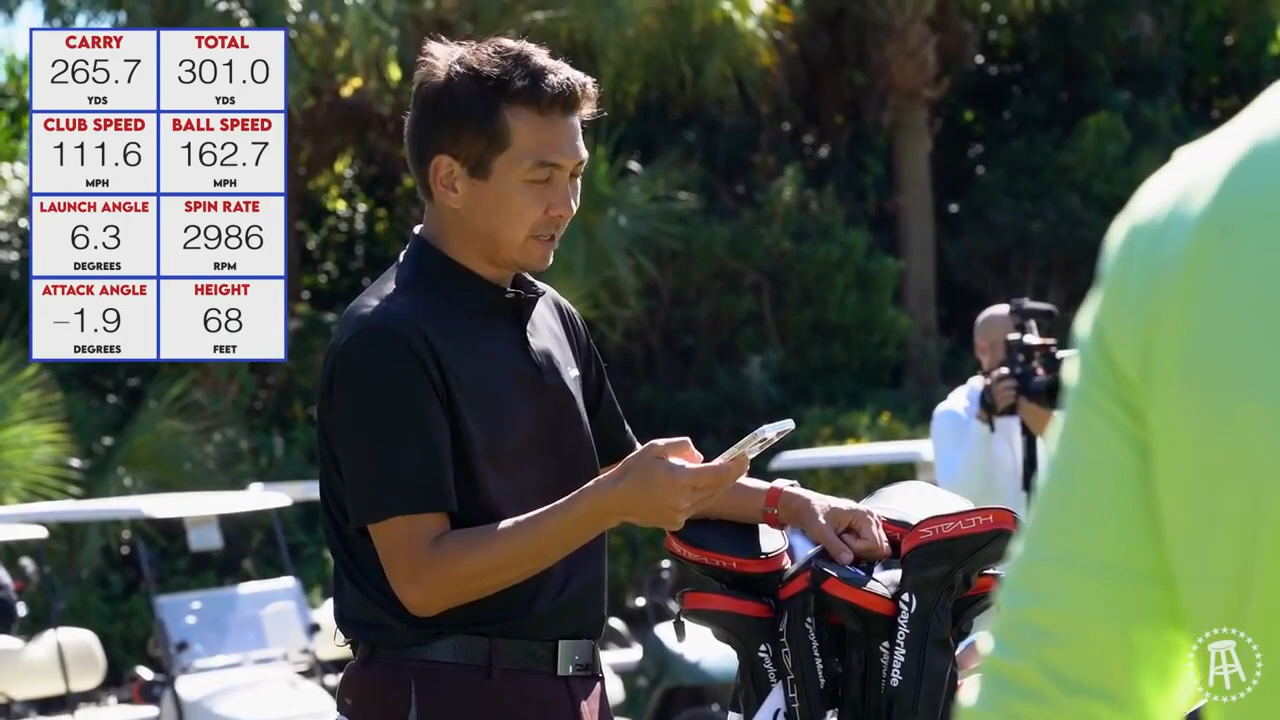 CARRY
265.7
YDS
TOTAL
301.0
YDS
CLUB SPEED
111.6
MPH
BALL SPEED
162.7
MPH
LAUNCH ANGLE
6.3
DEGREES
SPIN RATE
2986
RPM
ATTACK ANGLE
–1.9
DEGREES
HEIGHT
68
FEET
STEALTH
STEALTH
TaylorMade
TaylorMade